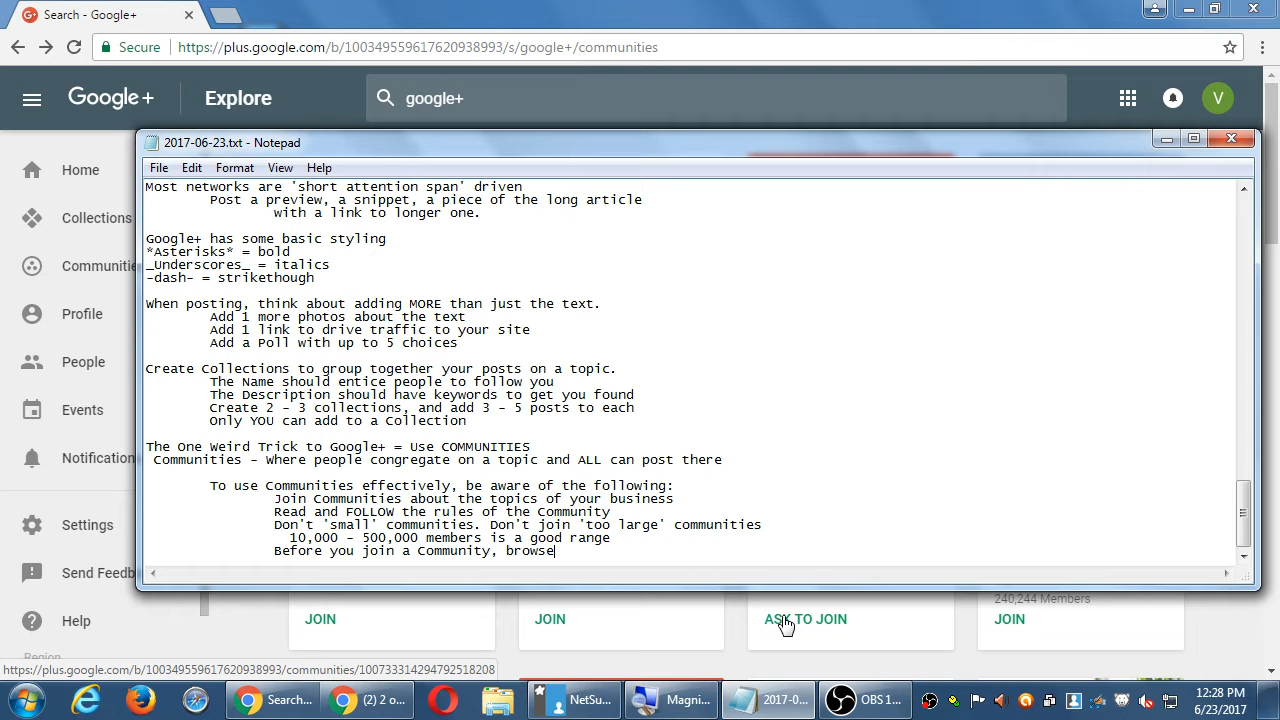 Search - Google+
Secure
https://plus.google.com/b/100349559617620938993/s/google+/communities
Google+
Explore
google+
V
2017-06-23.txt - Notepad
File Edit Format View Help
Home
Collections
Communitie
Profile
People
Events
Notification
Settings
Send Feedb
Help
Region
Most networks are 'short attention span' driven
Post a preview, a snippet, a piece of the long article
with a link to longer one.
Google+ has some basic styling
*Asterisks* = bold
_Underscores_ = italics
-dash- = strikethough
When posting, think about adding MORE than just the text.
Add 1 more photos about the text
Add 1 link to drive traffic to your site
Add a Poll with up to 5 choices
Create Collections to group together your posts on a topic.
The Name should entice people to follow you
The Description should have keywords to get you found
Create 2 - 3 collections, and add 3 - 5 posts to each
Only YOU can add to a Collection
The One Weird Trick to Google+ = Use COMMUNITIES
Communities - Where people congregate on a topic and ALL can post there
To use Communities effectively, be aware of the following:
Join Communities about the topics of your business
Read and FOLLOW the rules of the Community
Don't 'small' communities. Don't join 'too large' communities
10,000 - 500,000 members is a good range
Before you join a Community, browse
240,244 Members
JOIN
JOIN
ASK TO JOIN
JOIN
https://plus.google.com/b/100349559617620938993/communities/100733314294792518208
Search...
(2) 2 o...
NetSu...
Magni...
2017-0...
OBS 1...
12:28 PM
6/23/2017